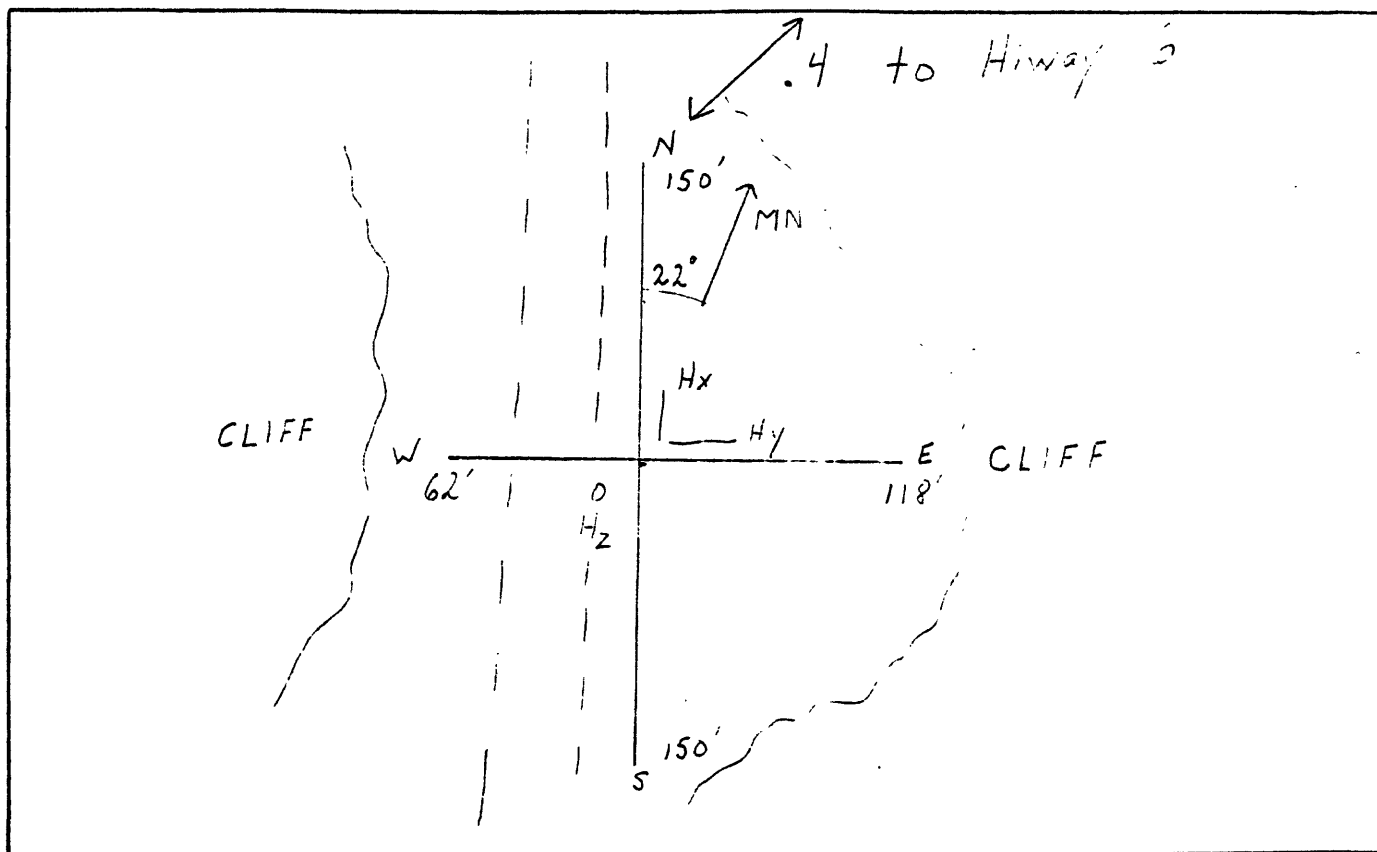 .4 to Hiway
N
150'
MN
22°
Hx
CLIFF W Hy E CLIFF
62' 0 118'
Hz
150'
S